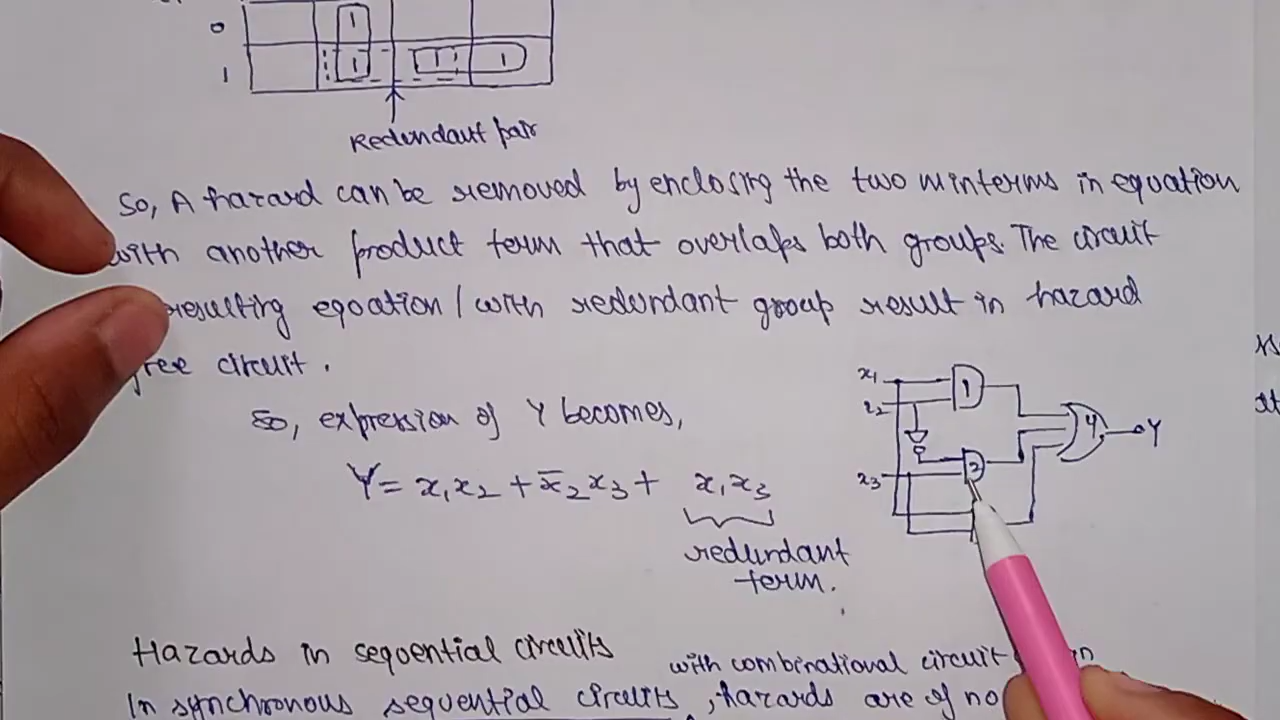 0 1
1 1 1 1
Redundant pair
So, A hazard can be removed by enclosing the two minterms in equation
with another product term that overlaps both groups. The circuit
resulting equation / with redundant group result in hazard
free circuit.
So, expression of Y becomes,
Y = x₁x₂ + x̄₂x₃ + x₁x₃
redundant
term.
x₁ 1
x₂
4 Y
2
x₃
Hazards in sequential circuits
with combinational circuit
In synchronous sequential circuits, hazards are of no